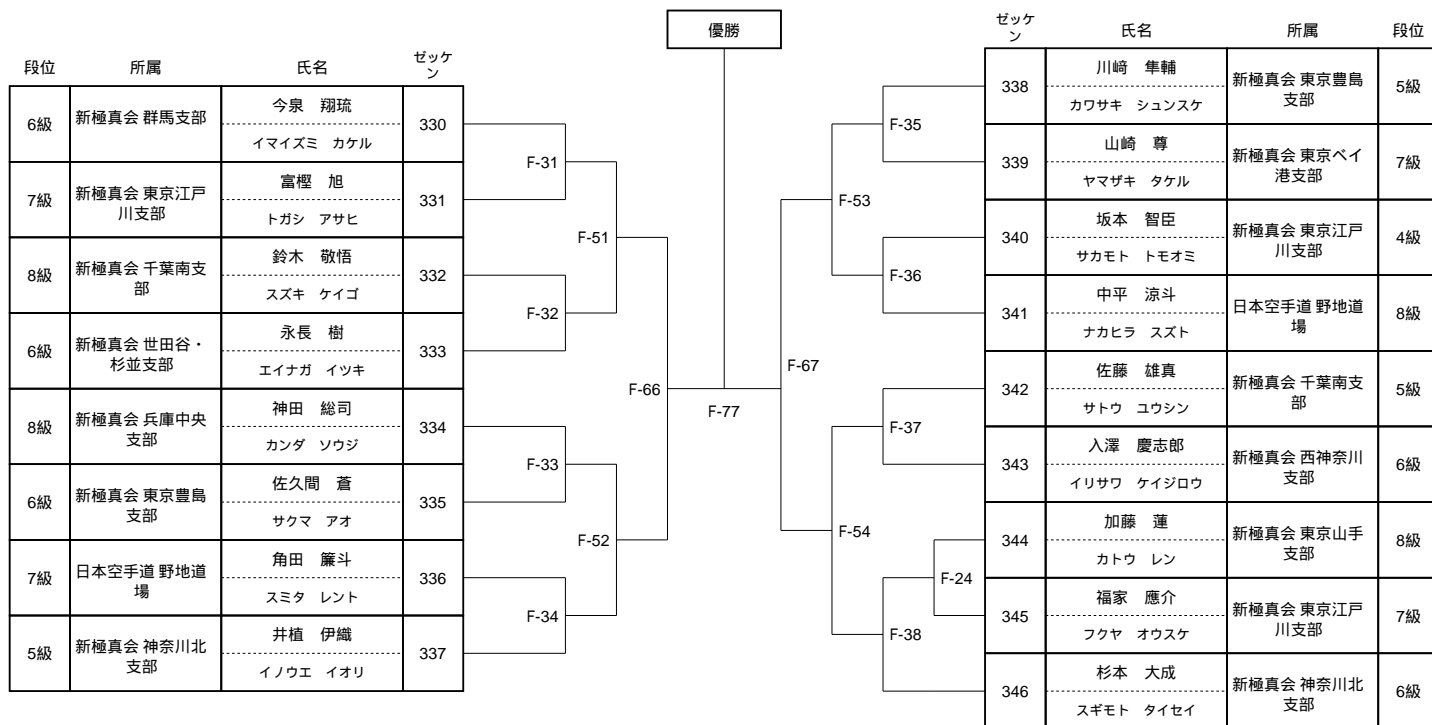 優勝
段位
所属
氏名
ゼッケ
ン
6級
新極真会 群馬支部
今泉 翔琉
イマイズミ カケル
330
7級
新極真会 東京江戸
川支部
富樫 旭
トガシ アサヒ
331
8級
新極真会 千葉南支
部
鈴木 敬悟
スズキ ケイゴ
332
6級
新極真会 世田谷・
杉並支部
永長 樹
エイナガ イツキ
333
8級
新極真会 兵庫中央
支部
神田 総司
カンダ ソウジ
334
6級
新極真会 東京豊島
支部
佐久間 蒼
サクマ アオ
335
7級
日本空手道 野地道
場
角田 簾斗
スミタ レント
336
5級
新極真会 神奈川北
支部
井植 伊織
イノウエ イオリ
337
F-31
F-32
F-33
F-34
F-51
F-52
F-66
F-77
F-67
F-53
F-54
F-35
F-36
F-37
F-38
F-24
ゼッケ
ン
氏名
所属
段位
338
川﨑 隼輔
カワサキ シュンスケ
新極真会 東京豊島
支部
5級
339
山崎 尊
ヤマザキ タケル
新極真会 東京ベイ
港支部
7級
340
坂本 智臣
サカモト トモオミ
新極真会 東京江戸
川支部
4級
341
中平 涼斗
ナカヒラ スズト
日本空手道 野地道
場
8級
342
佐藤 雄真
サトウ ユウシン
新極真会 千葉南支
部
5級
343
入澤 慶志郎
イリサワ ケイジロウ
新極真会 西神奈川
支部
6級
344
加藤 蓮
カトウ レン
新極真会 東京山手
支部
8級
345
福家 應介
フクヤ オウスケ
新極真会 東京江戸
川支部
7級
346
杉本 大成
スギモト タイセイ
新極真会 神奈川北
支部
6級